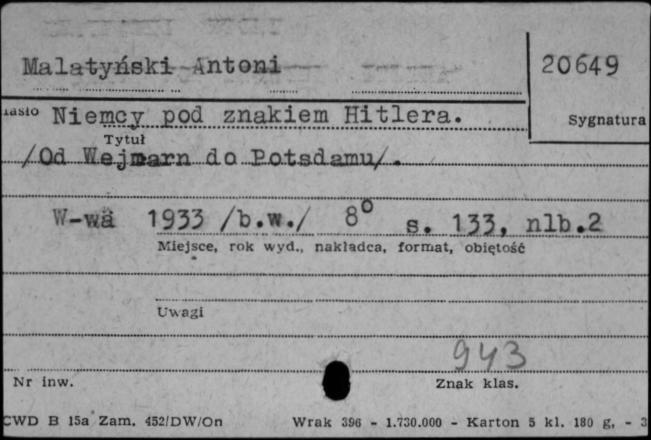 Malatyński Antoni
20649
Niemcy pod znakiem Hitlera.
Sygnatura
Tytuł
/Od Wejmarn do Potsdamu/.
W-wa 1933 /b.w./ 8° s. 133, nlb.2
Miejsce, rok wyd., nakładca, format, objętość
Uwagi
943
Nr inw.
Znak klas.
CWD B 15a Zam. 452/DW/On Wrak 396 - 1.730.000 - Karton 5 kl. 180 g, - 3